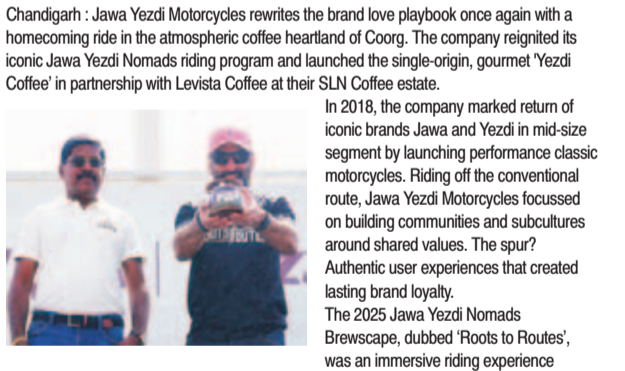 Chandigarh : Jawa Yezdi Motorcycles rewrites the brand love playbook once again with a
homecoming ride in the atmospheric coffee heartland of Coorg. The company reignited its
iconic Jawa Yezdi Nomads riding program and launched the single-origin, gourmet 'Yezdi
Coffee' in partnership with Levista Coffee at their SLN Coffee estate.
In 2018, the company marked return of
iconic brands Jawa and Yezdi in mid-size
segment by launching performance classic
motorcycles. Riding off the conventional
route, Jawa Yezdi Motorcycles focussed
on building communities and subcultures
around shared values. The spur?
Authentic user experiences that created
lasting brand loyalty.
The 2025 Jawa Yezdi Nomads
Brewscape, dubbed 'Roots to Routes',
was an immersive riding experience